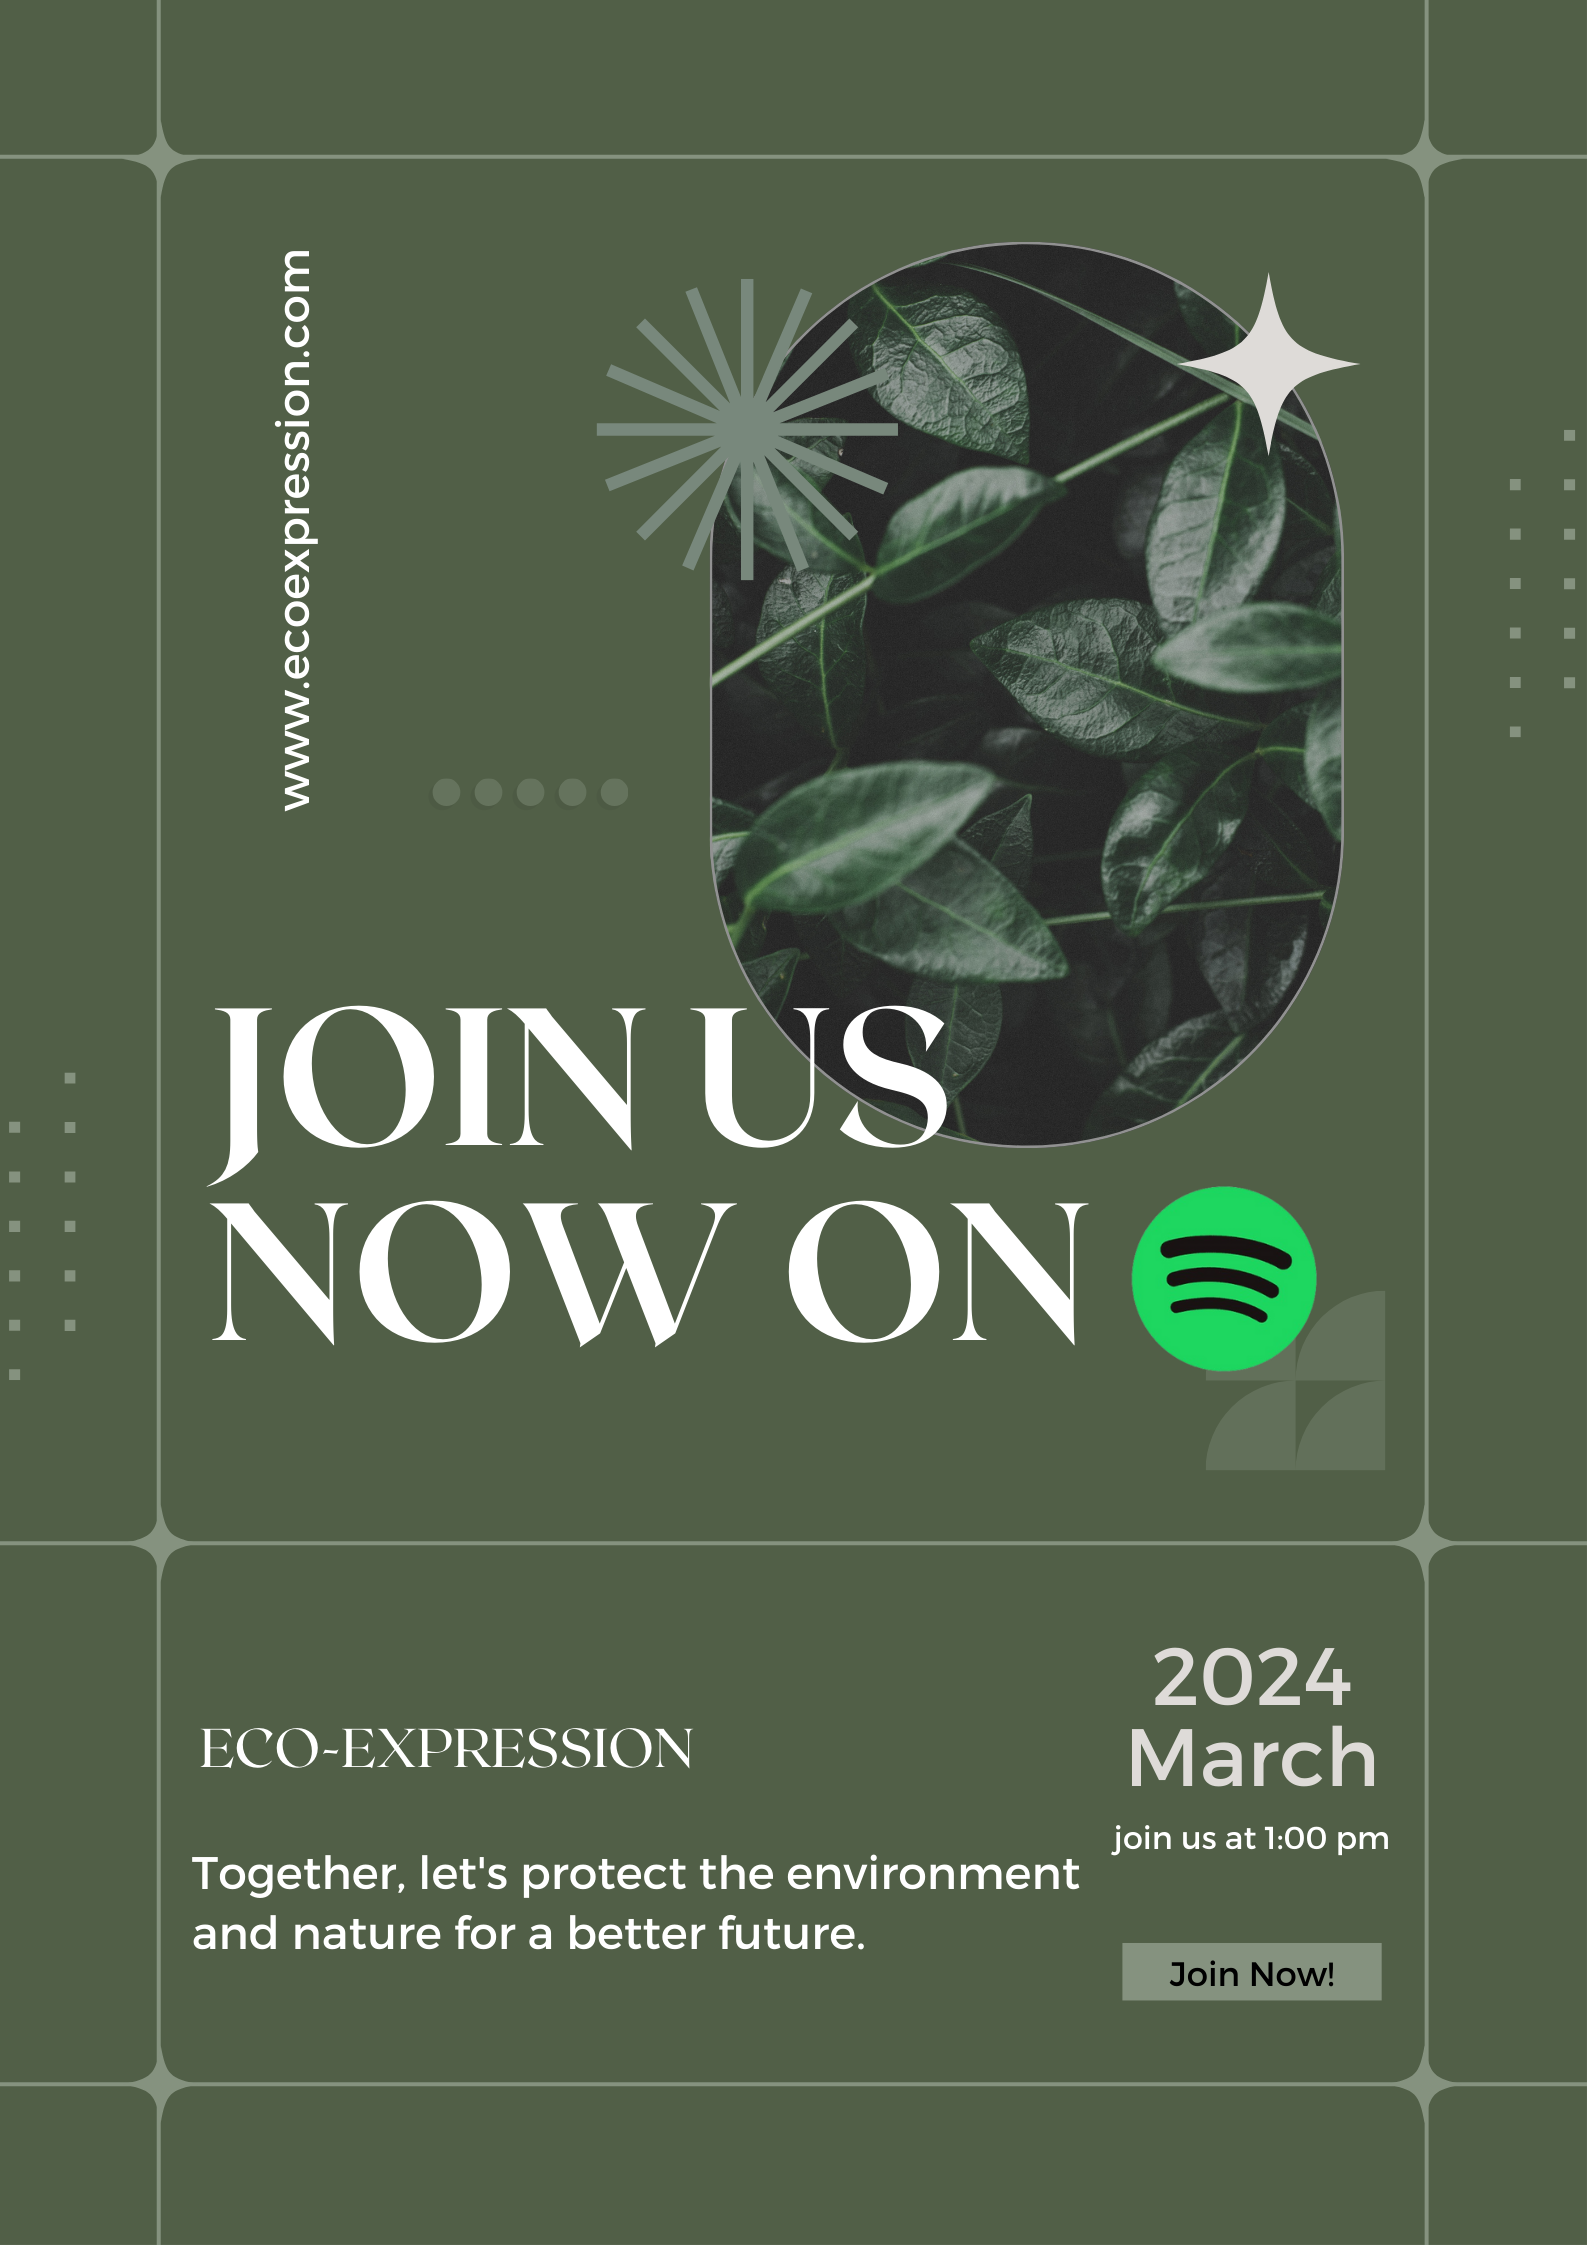 www.ecoexpression.com
JOIN US
NOW ON
2024
March
join us at 1:00 pm
ECO-EXPRESSION
Together, let's protect the environment
and nature for a better future.
Join Now!